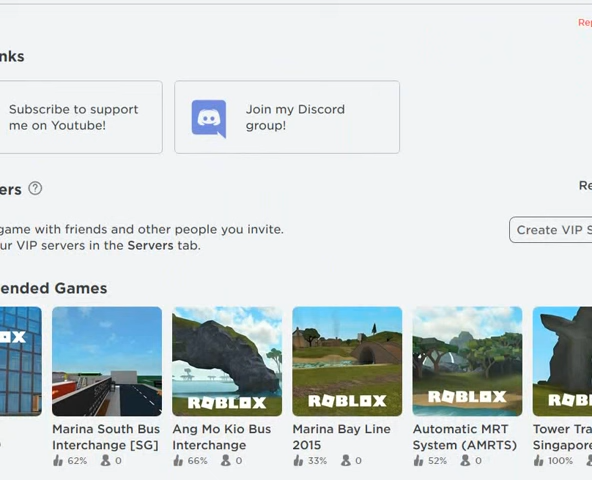 Rep
nks
Subscribe to support
me on Youtube!
Join my Discord
group!
ers ?
Re
game with friends and other people you invite.
ur VIP servers in the Servers tab.
Create VIP S
ended Games
OX
ROBLOX
ROBLOX
ROBLOX
ROB
Marina South Bus
Interchange [SG]
62% 0
Ang Mo Kio Bus
Interchange
66% 0
Marina Bay Line
2015
33% 0
Automatic MRT
System (AMRTS)
52% 0
Tower Tra
Singapore
100%